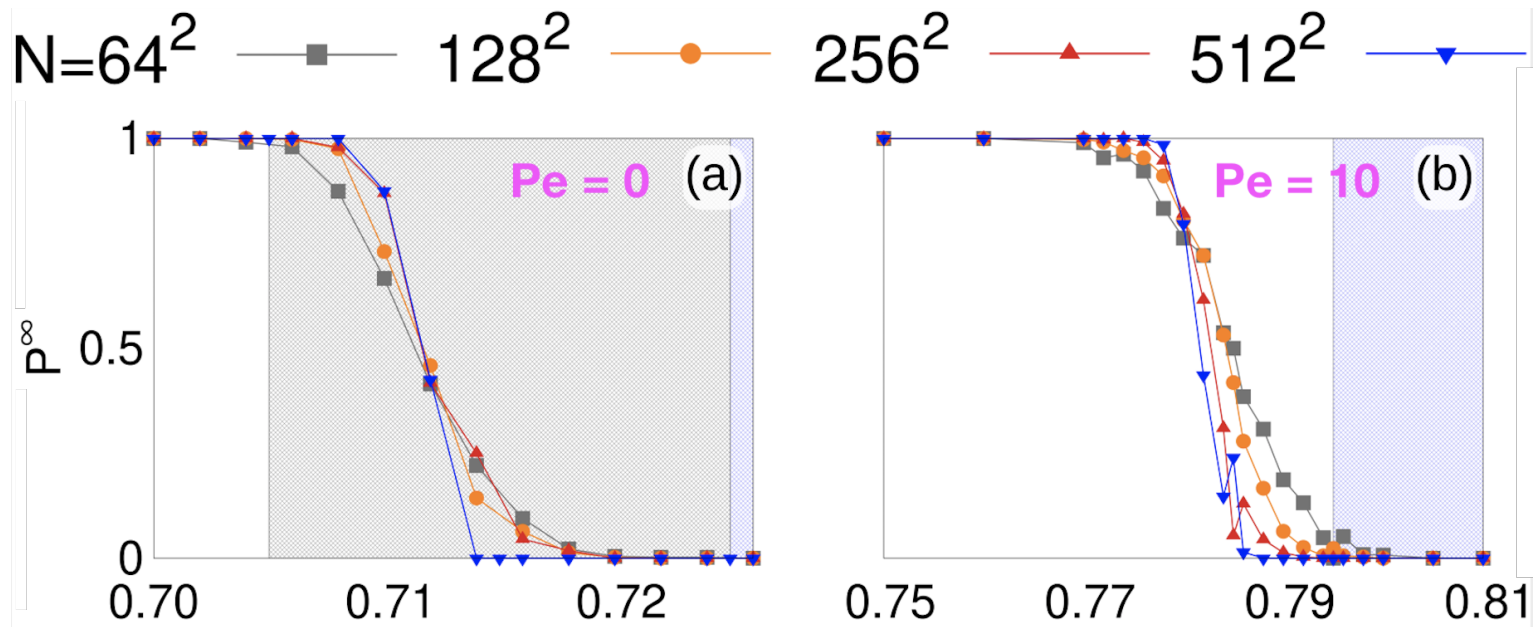 N=64² 128² 256² 512²
1
Pe = 0 (a)
Pe = 10 (b)
0.5
P∞
0
0.70 0.71 0.72
0.75 0.77 0.79 0.81